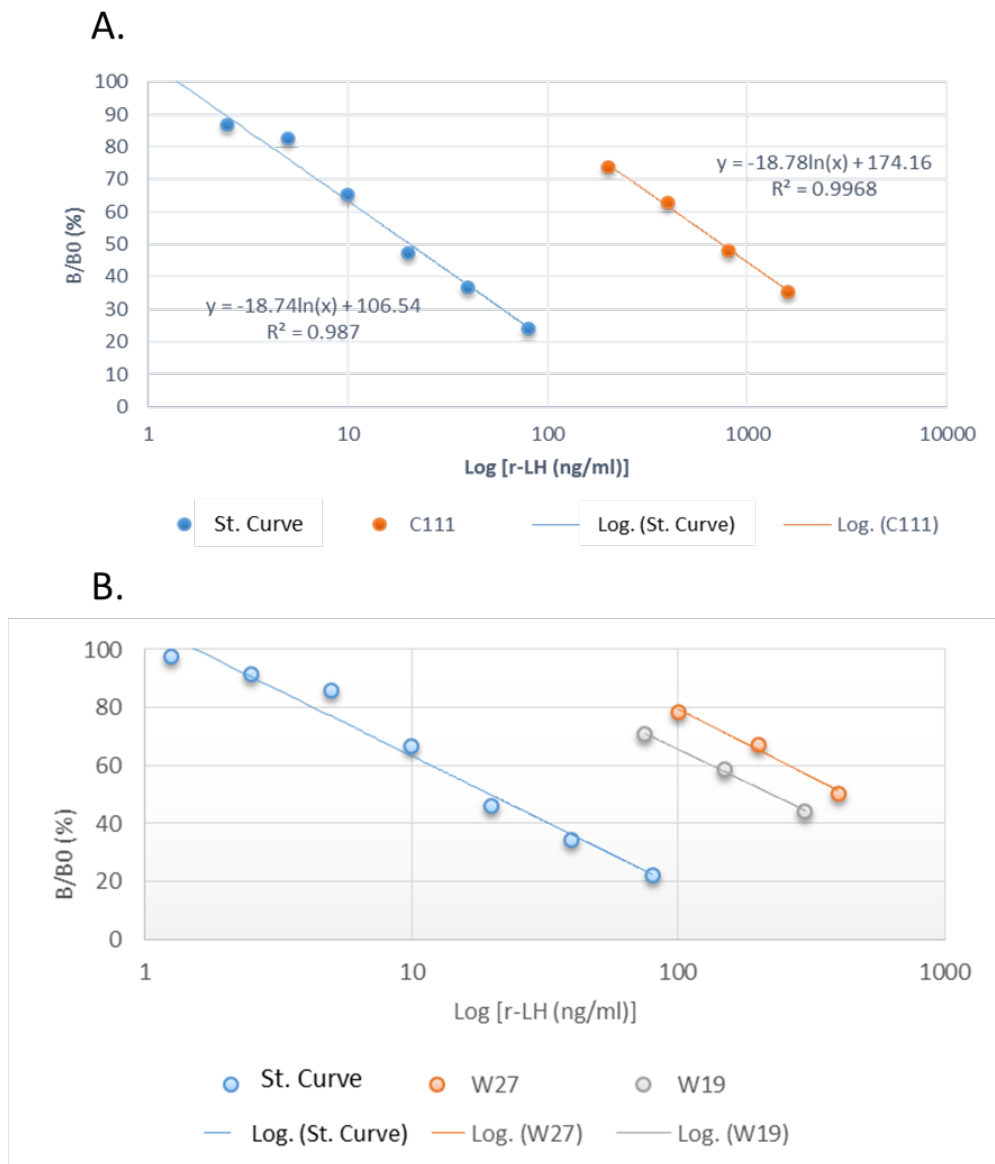 A.
100
90
80
70
60
50
40
30
20
10
0
B/B0 (%)
y = -18.78ln(x) + 174.16
R² = 0.9968
y = -18.74ln(x) + 106.54
R² = 0.987
1 10 100 1000 10000
Log [r-LH (ng/ml)]
St. Curve C111 Log. (St. Curve) Log. (C111)
B.
100
80
60
40
20
0
B/B0 (%)
1 10 100 1000
Log [r-LH (ng/ml)]
St. Curve W27 W19
Log. (St. Curve) Log. (W27) Log. (W19)